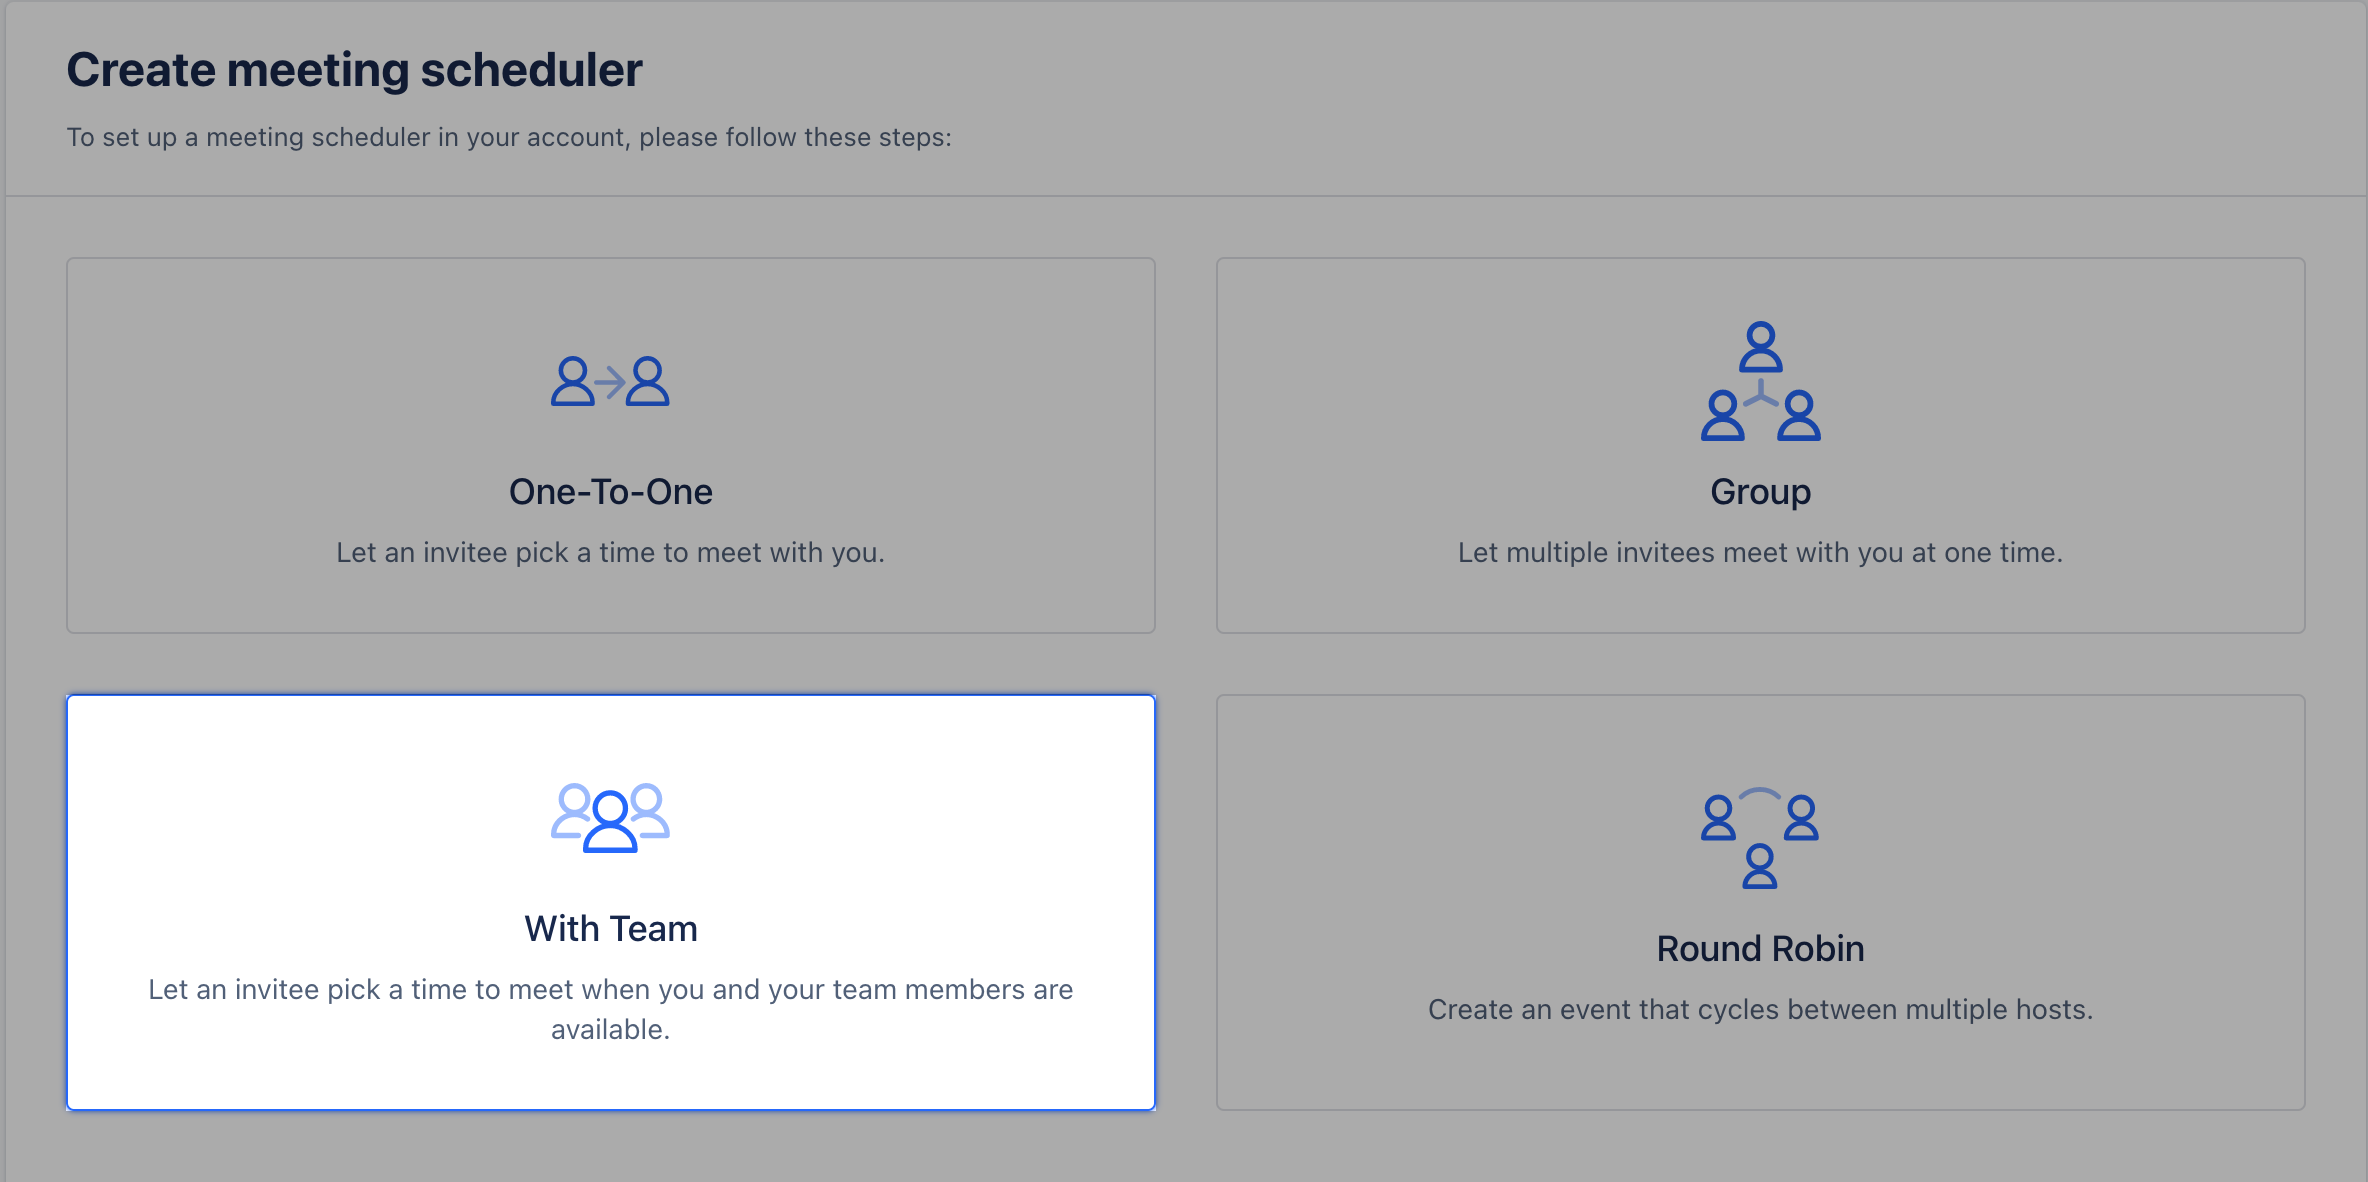 Create meeting scheduler
To set up a meeting scheduler in your account, please follow these steps:
One-To-One
Let an invitee pick a time to meet with you.
Group
Let multiple invitees meet with you at one time.
With Team
Let an invitee pick a time to meet when you and your team members are
available.
Round Robin
Create an event that cycles between multiple hosts.